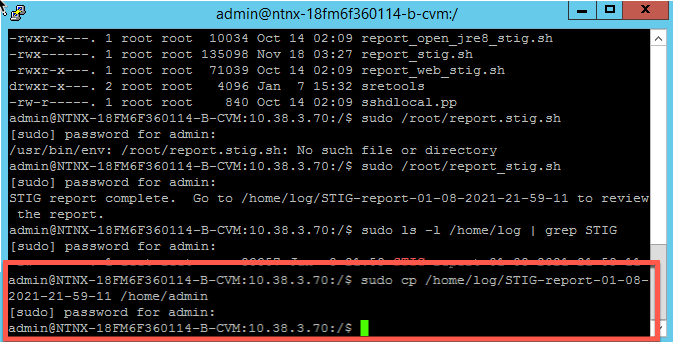 admin@ntnx-18fm6f360114-b-cvm:/
-rwxr-x---. 1 root root  10034 Oct 14 02:09 report_open_jre8_stig.sh
-rwxr-xr-x. 1 root root 135098 Nov 18 03:27 report_stig.sh
-rwxr-x---. 1 root root  71039 Oct 14 02:09 report_web_stig.sh
drwxr-x---. 2 root root   4096 Jan  7 15:32 sretools
-rw-r-----. 1 root root    840 Oct 14 02:09 sshdlocal.pp
admin@NTNX-18FM6F360114-B-CVM:10.38.3.70:/$ sudo /root/report.stig.sh
[sudo] password for admin:
/usr/bin/env: /root/report.stig.sh: No such file or directory
admin@NTNX-18FM6F360114-B-CVM:10.38.3.70:/$ sudo /root/report_stig.sh
[sudo] password for admin:
STIG report complete.  Go to /home/log/STIG-report-01-08-2021-21-59-11 to review
 the report.
admin@NTNX-18FM6F360114-B-CVM:10.38.3.70:/$ sudo ls -l /home/log | grep STIG
[sudo] password for admin:
admin@NTNX-18FM6F360114-B-CVM:10.38.3.70:/$ sudo cp /home/log/STIG-report-01-08-
2021-21-59-11 /home/admin
[sudo] password for admin:
admin@NTNX-18FM6F360114-B-CVM:10.38.3.70:/$